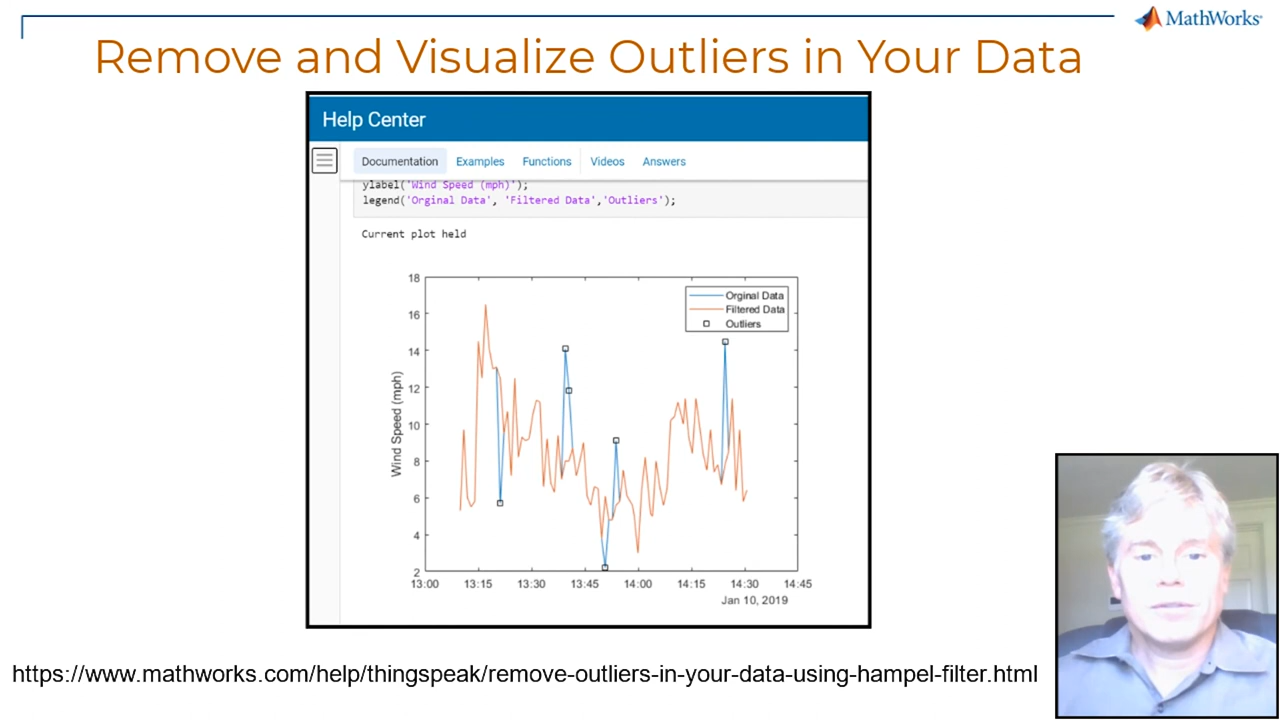 MathWorks
Remove and Visualize Outliers in Your Data
Help Center
Documentation Examples Functions Videos Answers
ylabel('Wind Speed (mph)');
legend('Orginal Data', 'Filtered Data','Outliers');
Current plot held
18
16
14
12
10
8
6
4
2
Wind Speed (mph)
Orginal Data
Filtered Data
Outliers
13:00 13:15 13:30 13:45 14:00 14:15 14:30 14:45
Jan 10, 2019
https://www.mathworks.com/help/thingspeak/remove-outliers-in-your-data-using-hampel-filter.html